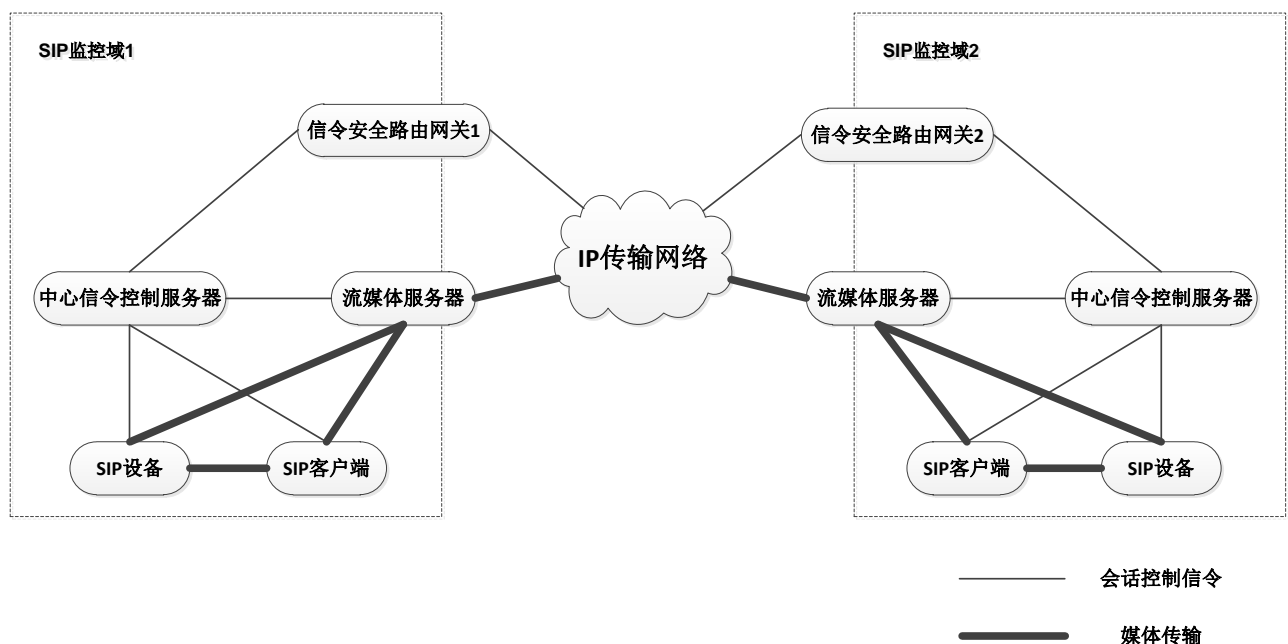 SIP监控域1
SIP监控域2
信令安全路由网关1
信令安全路由网关2
IP传输网络
中心信令控制服务器
流媒体服务器
流媒体服务器
中心信令控制服务器
SIP设备
SIP客户端
SIP客户端
SIP设备
会话控制信令
媒体传输